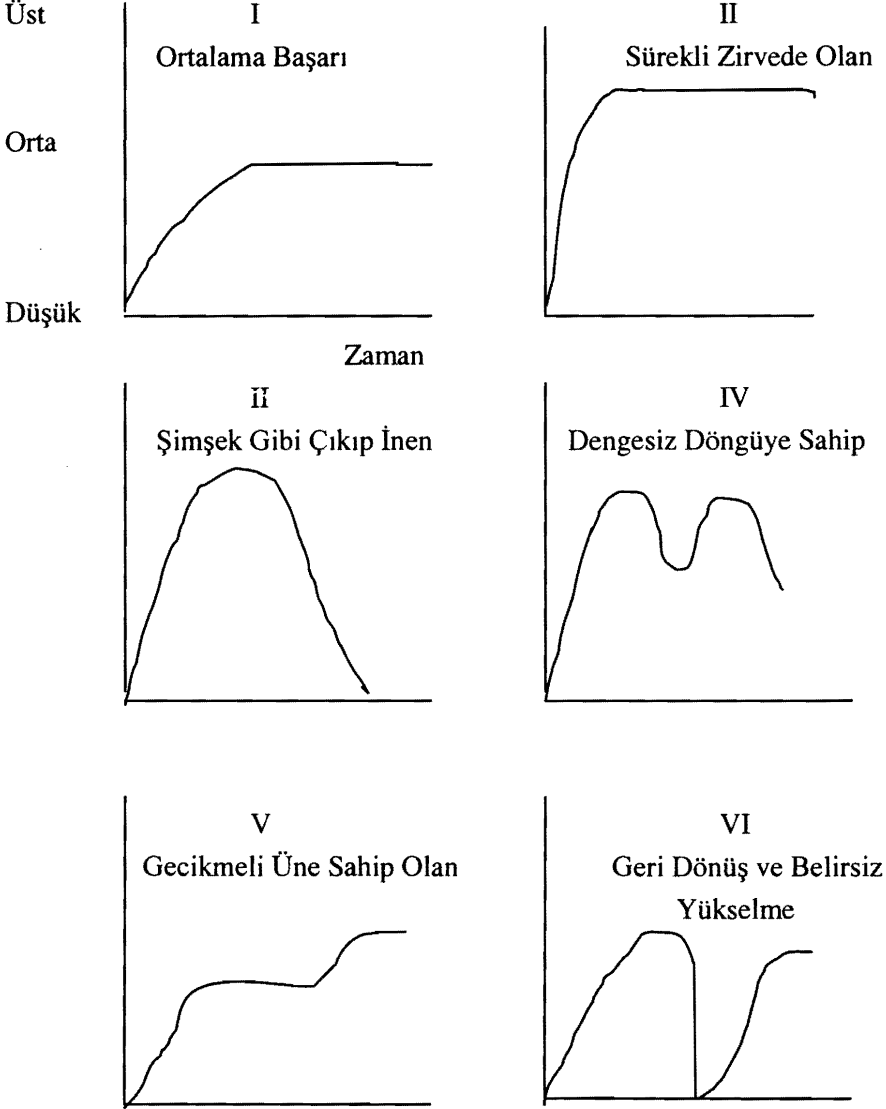 Üst
I
II
Ortalama Başarı
Sürekli Zirvede Olan
Orta
Düşük
Zaman
II
IV
Şimşek Gibi Çıkıp İnen
Dengesiz Döngüye Sahip
V
VI
Gecikmeli Üne Sahip Olan
Geri Dönüş ve Belirsiz
Yükselme